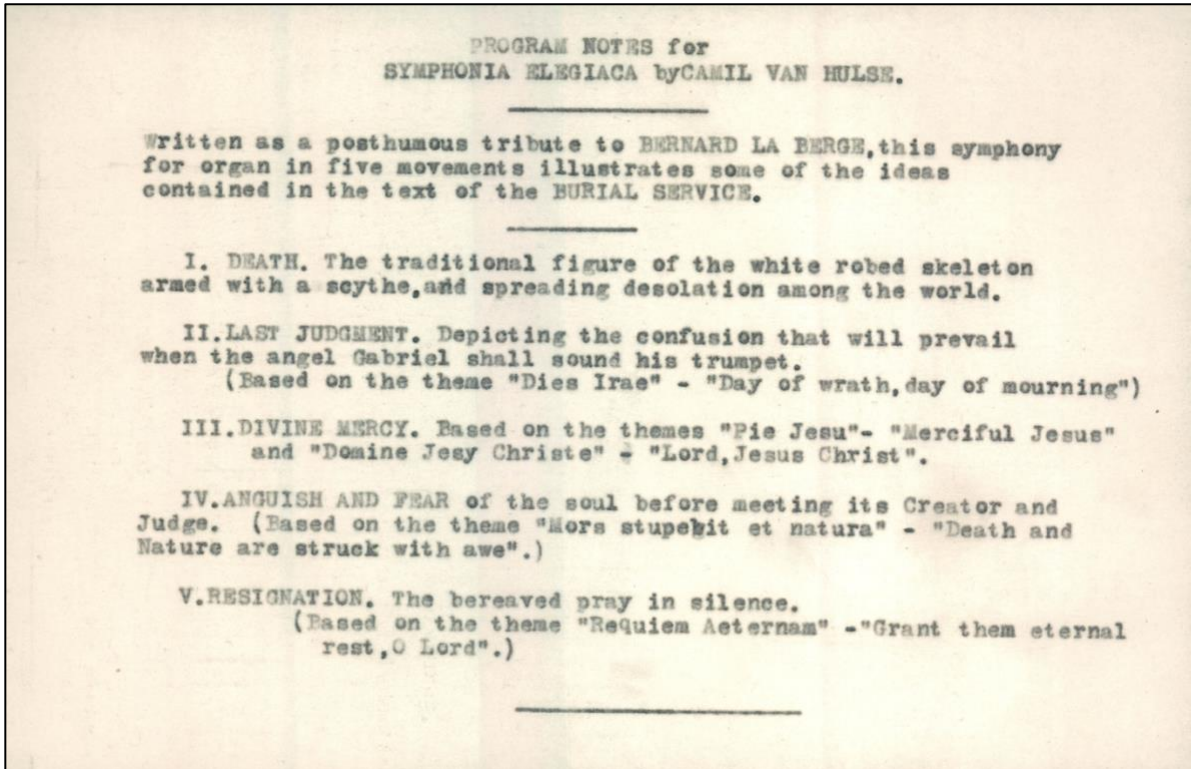 PROGRAM NOTES for
SYMPHONIA ELEGIACA byCAMIL VAN HULSE.
Written as a posthumous tribute to BERNARD LA BERGE,this symphony
for organ in five movements illustrates some of the ideas
contained in the text of the BURIAL SERVICE.
I. DEATH. The traditional figure of the white robed skeleton
armed with a scythe,and spreading desolation among the world.
II.LAST JUDGMENT. Depicting the confusion that will prevail
when the angel Gabriel shall sound his trumpet.
(Based on the theme "Dies Irae" - "Day of wrath,day of mourning")
III.DIVINE MERCY. Based on the themes "Pie Jesu"- "Merciful Jesus"
and "Domine Jesy Christe" - "Lord,Jesus Christ".
IV.ANGUISH AND FEAR of the soul before meeting its Creator and
Judge. (Based on the theme "Mors stupebit et natura" - "Death and
Nature are struck with awe".)
V.RESIGNATION. The bereaved pray in silence.
(Based on the theme "Requiem Aeternam" -"Grant them eternal
rest,O Lord".)